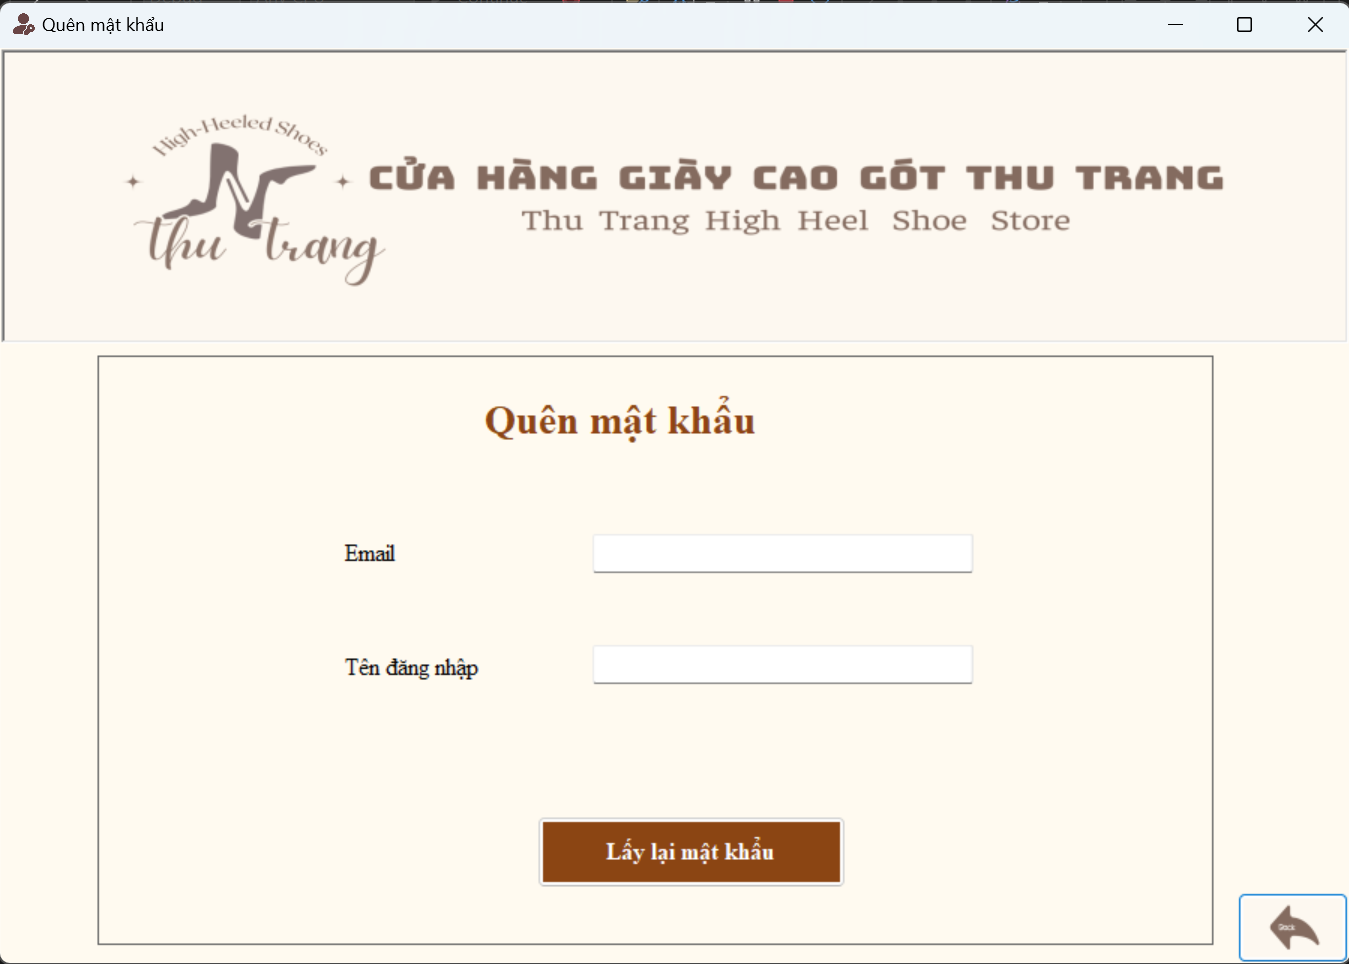 Quên mật khẩu
High-Heeled Shoes
thu trang
CỬA HÀNG GIÀY CAO GÓT THU TRANG
Thu Trang High Heel Shoe Store
Quên mật khẩu
Email
Tên đăng nhập
Lấy lại mật khẩu
Back